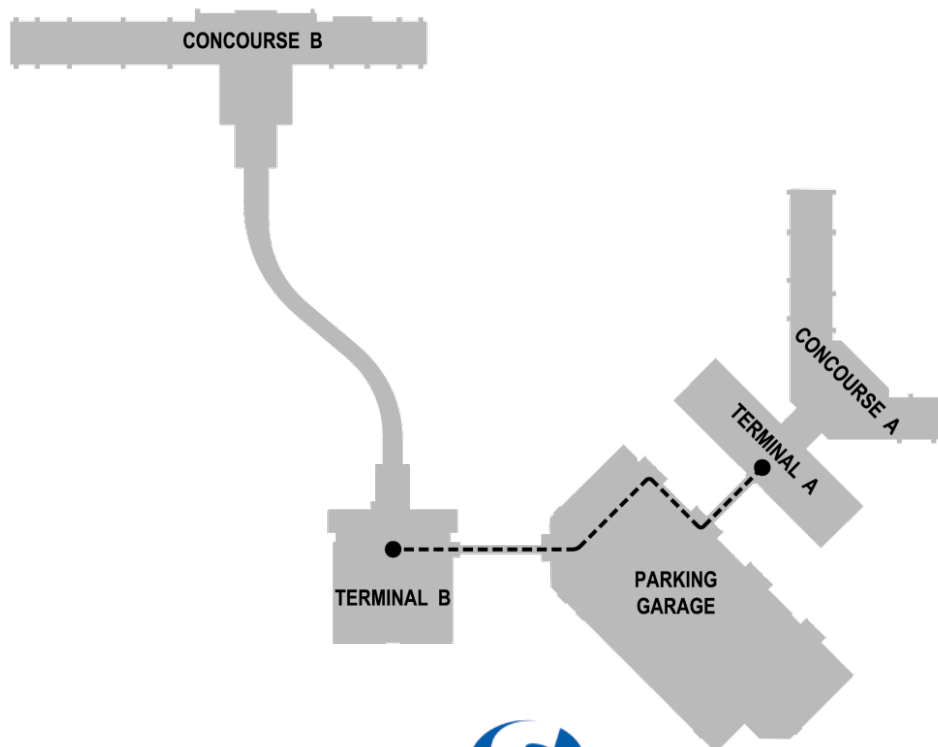 CONCOURSE B
CONCOURSE A
TERMINAL A
TERMINAL B
PARKING
GARAGE